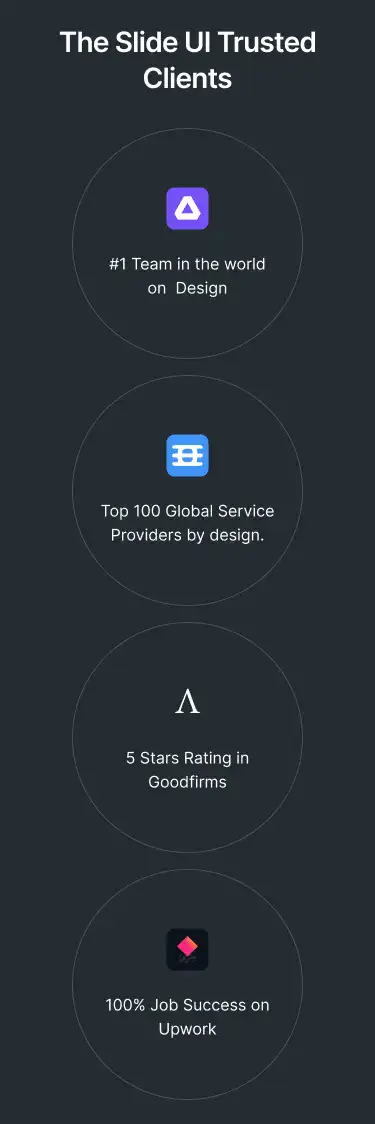 The Slide UI Trusted
Clients
#1 Team in the world
on  Design
Top 100 Global Service
Providers by design.
Λ
5 Stars Rating in
Goodfirms
100% Job Success on
Upwork